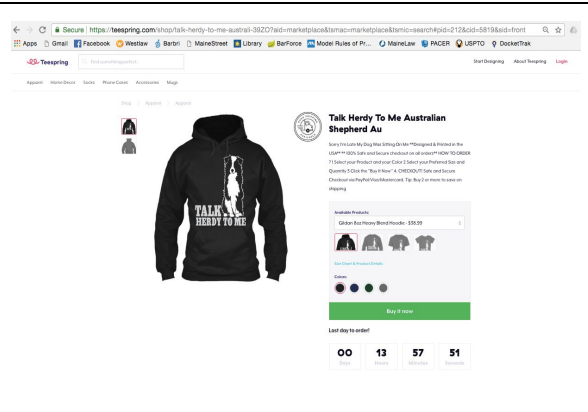 Secure | https://teespring.com/shop/talk-herdy-to-me-australi-39ZO?aid=marketplace&tsmac=marketplace&tsmic=search#pid=212&cid=5819&sid=front
Apps Gmail Facebook Westlaw Barbri MaineStreet Library BarForce Model Rules of Pr... MaineLaw PACER USPTO DocketTrak
Teespring
Start Designing About Teespring Login
Apparel Home Decor Socks Phone Cases Accessories Mugs
Shop / Apparel / Apparel
Talk Herdy To Me Australian
Shepherd Au
Sorry I'm Late My Dog Was Sitting On Me **Designed & Printed in the
USA** ** 100% Safe and Secure checkout on all orders** HOW TO ORDER
? 1 Select your Product and your Color 2 Select your Preferred Size and
Quantity 3 Click the "Buy It Now" 4. CHECKOUT! Safe and Secure
Checkout via PayPal/Visa/Mastercard. Tip: Buy 2 or more to save on
shipping
TALK
HERDY TO ME
Available Products:
Gildan 8oz Heavy Blend Hoodie - $38.99
Size Chart & Product Details
Colors:
Buy it now
Last day to order!
00 13 57 51
Days Hours Minutes Seconds